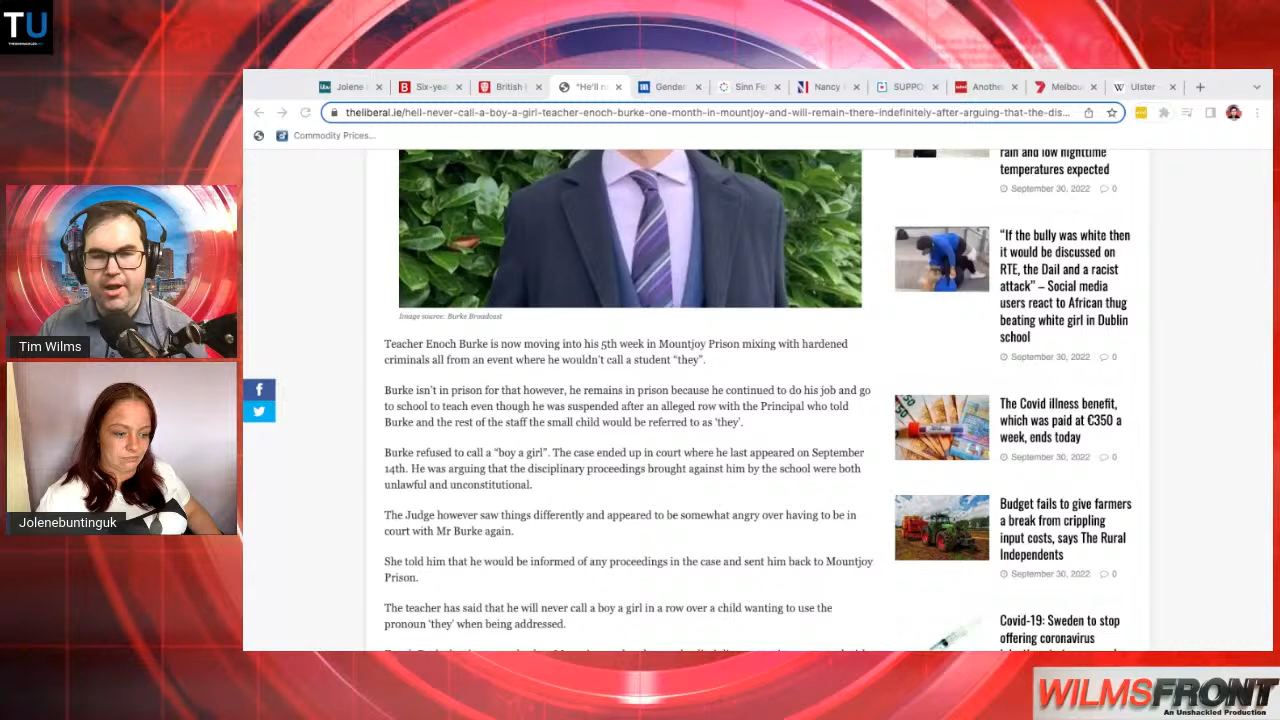 TU
Jolene
Six-yea
British
"He'll n
Gender
Sinn Fe
Nancy
SUPPO
Anothe
Melbou
Ulster
theliberal.ie/hell-never-call-a-boy-a-girl-teacher-enoch-burke-one-month-in-mountjoy-and-will-remain-there-indefinitely-after-arguing-that-the-dis...
Commodity Prices...
Image source: Burke Broadcast
Teacher Enoch Burke is now moving into his 5th week in Mountjoy Prison mixing with hardened
criminals all from an event where he wouldn't call a student "they".
Burke isn't in prison for that however, he remains in prison because he continued to do his job and go
to school to teach even though he was suspended after an alleged row with the Principal who told
Burke and the rest of the staff the small child would be referred to as 'they'.
Burke refused to call a "boy a girl". The case ended up in court where he last appeared on September
14th. He was arguing that the disciplinary proceedings brought against him by the school were both
unlawful and unconstitutional.
The Judge however saw things differently and appeared to be somewhat angry over having to be in
court with Mr Burke again.
She told him that he would be informed of any proceedings in the case and sent him back to Mountjoy
Prison.
The teacher has said that he will never call a boy a girl in a row over a child wanting to use the
pronoun 'they' when being addressed.
rain and low nighttime
temperatures expected
September 30, 2022 0
"If the bully was white then
it would be discussed on
RTE, the Dail and a racist
attack" – Social media
users react to African thug
beating white girl in Dublin
school
September 30, 2022 0
The Covid illness benefit,
which was paid at €350 a
week, ends today
September 30, 2022 0
Budget fails to give farmers
a break from crippling
input costs, says The Rural
Independents
September 30, 2022 0
Covid-19: Sweden to stop
offering coronavirus
Tim Wilms
Jolenebuntinguk
WILMSFRONT
An Unshackled Production